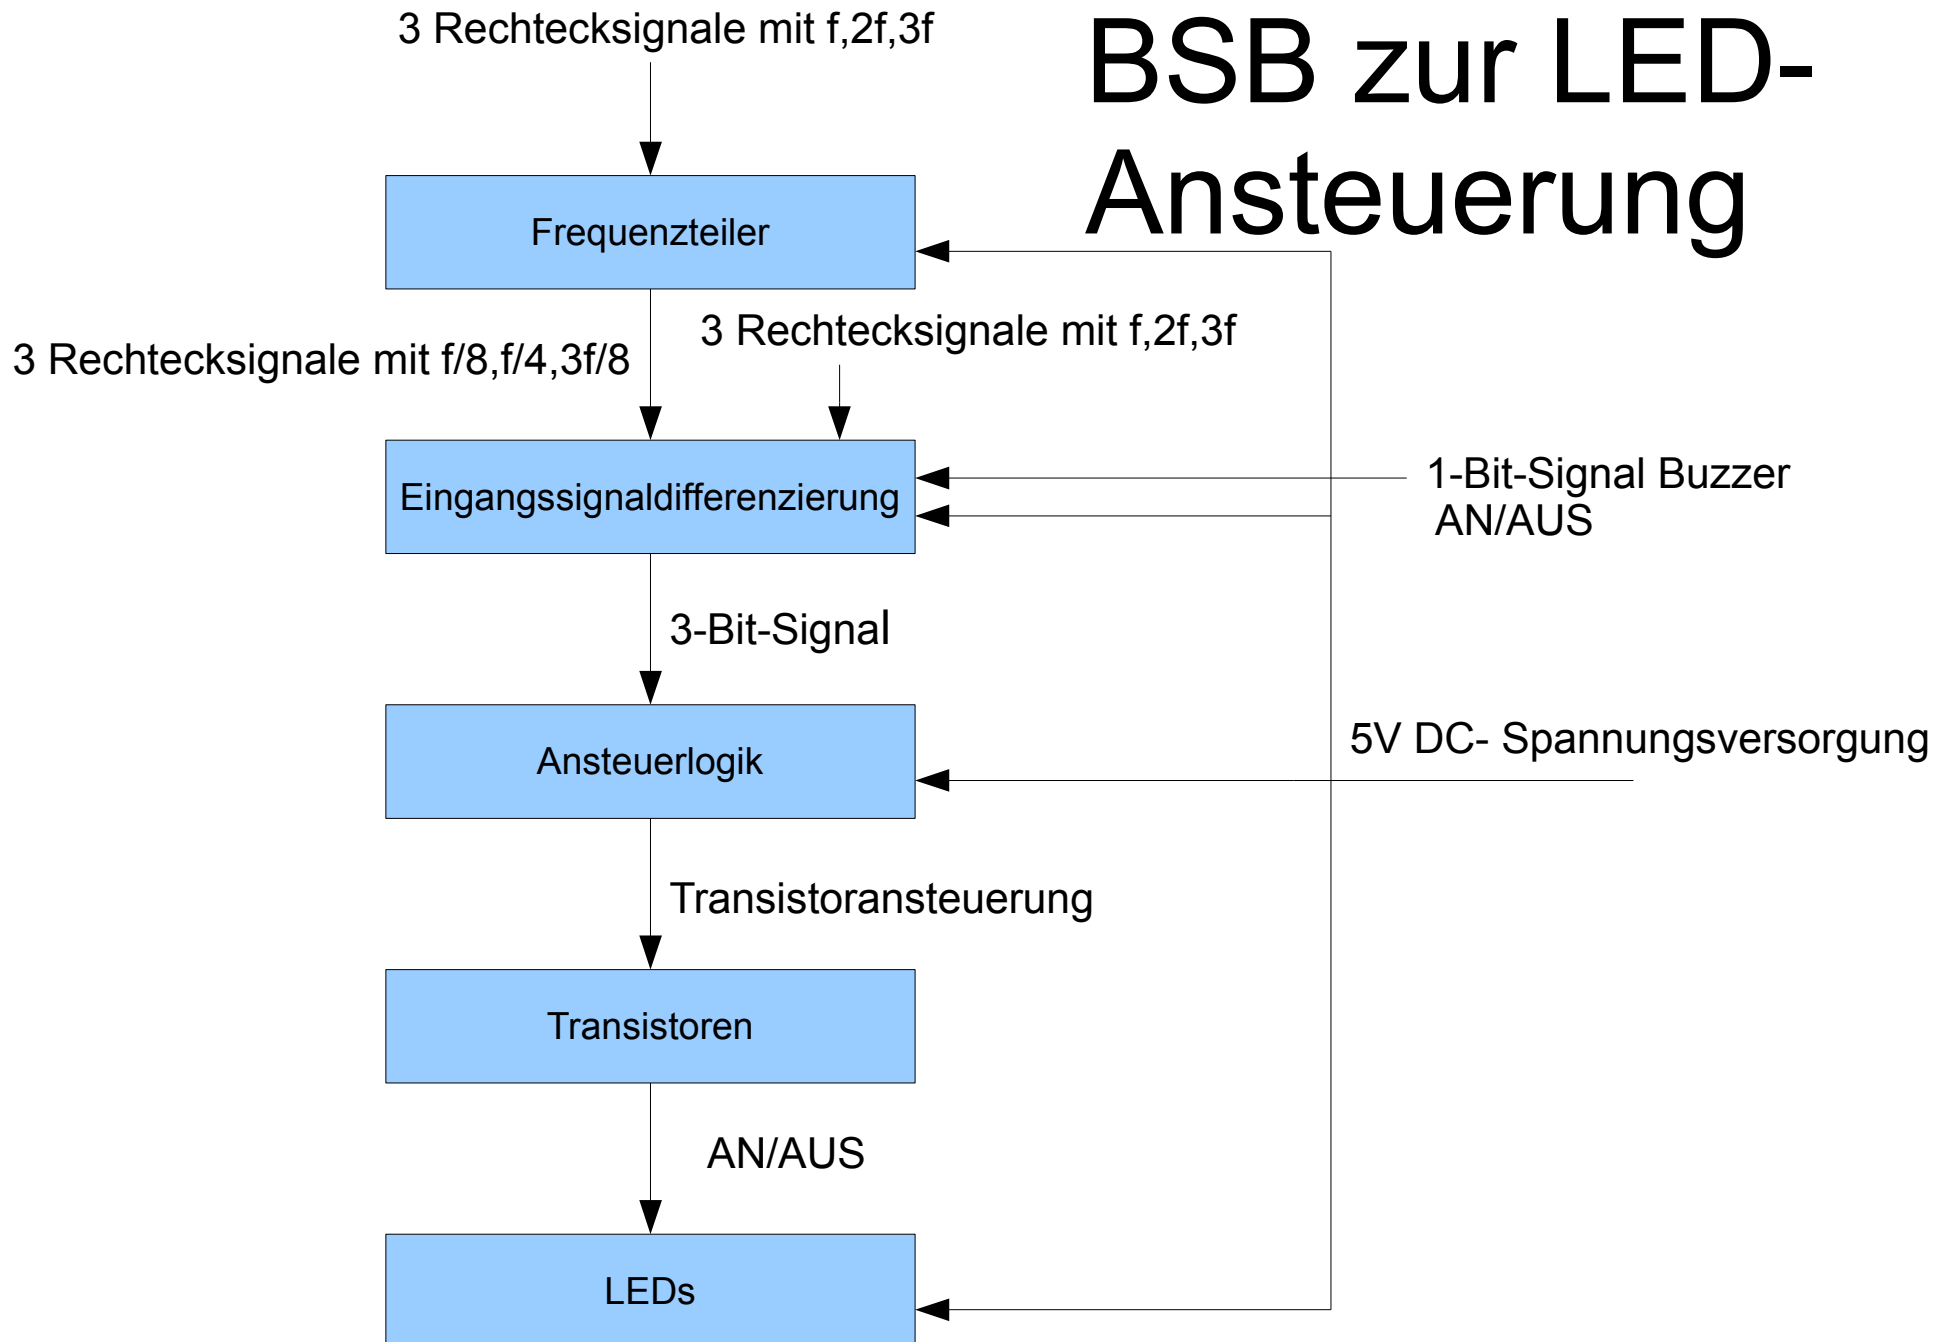 BSB zur LED-
Ansteuerung
3 Rechtecksignale mit f,2f,3f
Frequenzteiler
3 Rechtecksignale mit f,2f,3f
3 Rechtecksignale mit f/8,f/4,3f/8
Eingangssignaldifferenzierung
1-Bit-Signal Buzzer
AN/AUS
3-Bit-Signal
Ansteuerlogik
5V DC- Spannungsversorgung
Transistoransteuerung
Transistoren
AN/AUS
LEDs